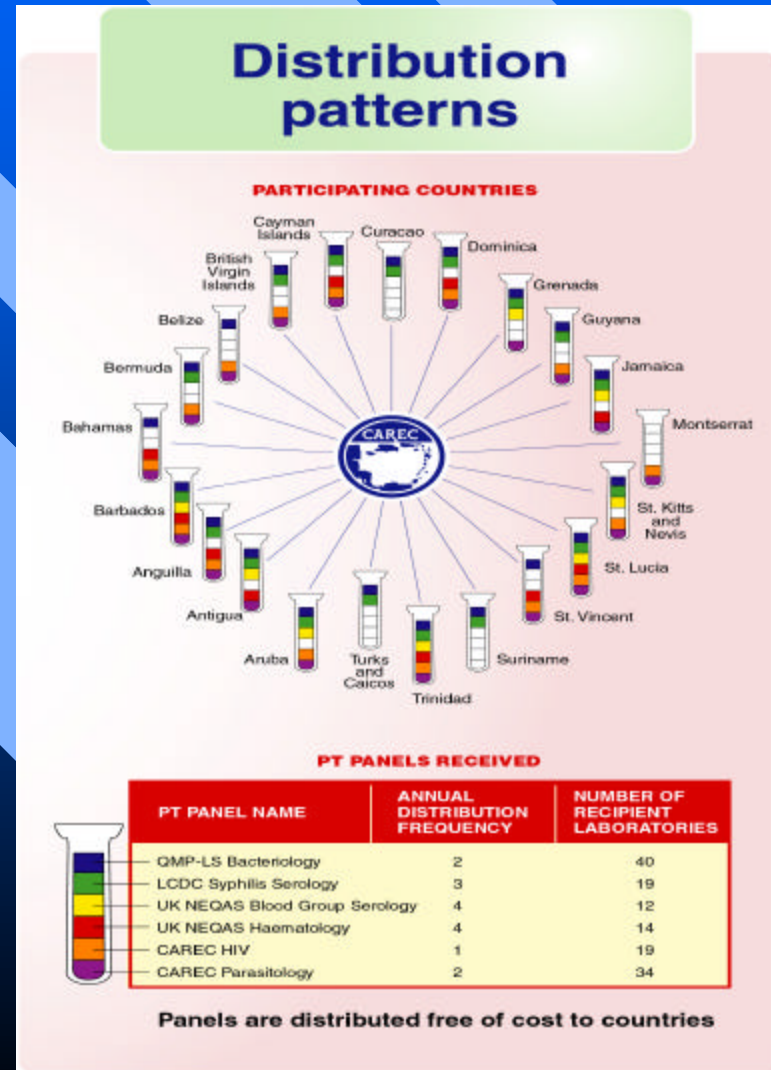 Distribution
patterns
PARTICIPATING COUNTRIES
Cayman
Islands
Curacao
Dominica
British
Virgin
Islands
Grenada
Belize
Guyana
Bermuda
Jamaica
Bahamas
Montserrat
CAREC
Barbados
St. Kitts
and
Nevis
Anguilla
St. Lucia
Antigua
St. Vincent
Aruba
Turks
and
Caicos
Suriname
Trinidad
PT PANELS RECEIVED
PT PANEL NAME
ANNUAL
DISTRIBUTION
FREQUENCY
NUMBER OF
RECIPIENT
LABORATORIES
QMP-LS Bacteriology 2 40
LCDC Syphilis Serology 3 19
UK NEQAS Blood Group Serology 4 12
UK NEQAS Haematology 4 14
CAREC HIV 1 19
CAREC Parasitology 2 34
Panels are distributed free of cost to countries